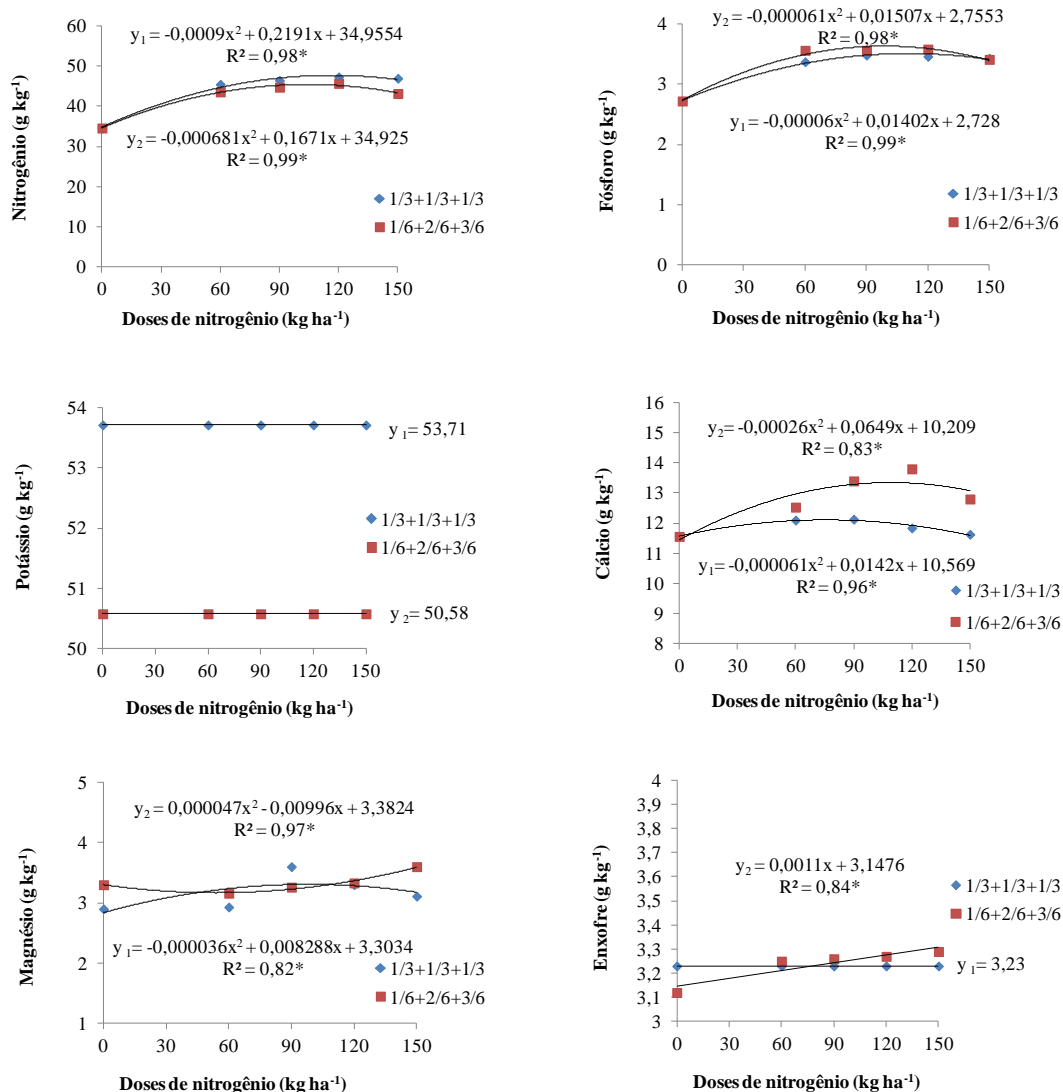 Nitrogênio (g kg⁻¹)
60
50
40
30
20
10
0
y₁ = -0,0009x² + 0,2191x + 34,9554
R² = 0,98*
y₂ = -0,000681x² + 0,1671x + 34,925
R² = 0,99*
1/3+1/3+1/3
1/6+2/6+3/6
0 30 60 90 120 150
Doses de nitrogênio (kg ha⁻¹)
Fósforo (g kg⁻¹)
4
3
2
1
0
y₂ = -0,000061x² + 0,01507x + 2,7553
R² = 0,98*
y₁ = -0,00006x² + 0,01402x + 2,728
R² = 0,99*
1/3+1/3+1/3
1/6+2/6+3/6
0 30 60 90 120 150
Doses de nitrogênio (kg ha⁻¹)
Potássio (g kg⁻¹)
54
53
52
51
50
y₁ = 53,71
1/3+1/3+1/3
1/6+2/6+3/6
y₂ = 50,58
0 30 60 90 120 150
Doses de nitrogênio (kg ha⁻¹)
Cálcio (g kg⁻¹)
16
15
14
13
12
11
10
9
8
y₂= -0,00026x² + 0,0649x + 10,209
R² = 0,83*
y₁= -0,000061x² + 0,0142x + 10,569
R² = 0,96*
1/3+1/3+1/3
1/6+2/6+3/6
0 30 60 90 120 150
Doses de nitrogênio (kg ha⁻¹)
Magnésio (g kg⁻¹)
5
4
3
2
1
y₂ = 0,000047x² - 0,00996x + 3,3824
R² = 0,97*
y₁ = -0,000036x² + 0,008288x + 3,3034
R² = 0,82*
1/3+1/3+1/3
1/6+2/6+3/6
0 30 60 90 120 150
Doses de nitrogênio (kg ha⁻¹)
Enxofre (g kg⁻¹)
4
3,9
3,8
3,7
3,6
3,5
3,4
3,3
3,2
3,1
3
y₂ = 0,0011x + 3,1476
R² = 0,84*
1/3+1/3+1/3
1/6+2/6+3/6
y₁ = 3,23
0 30 60 90 120 150
Doses de nitrogênio (kg ha⁻¹)